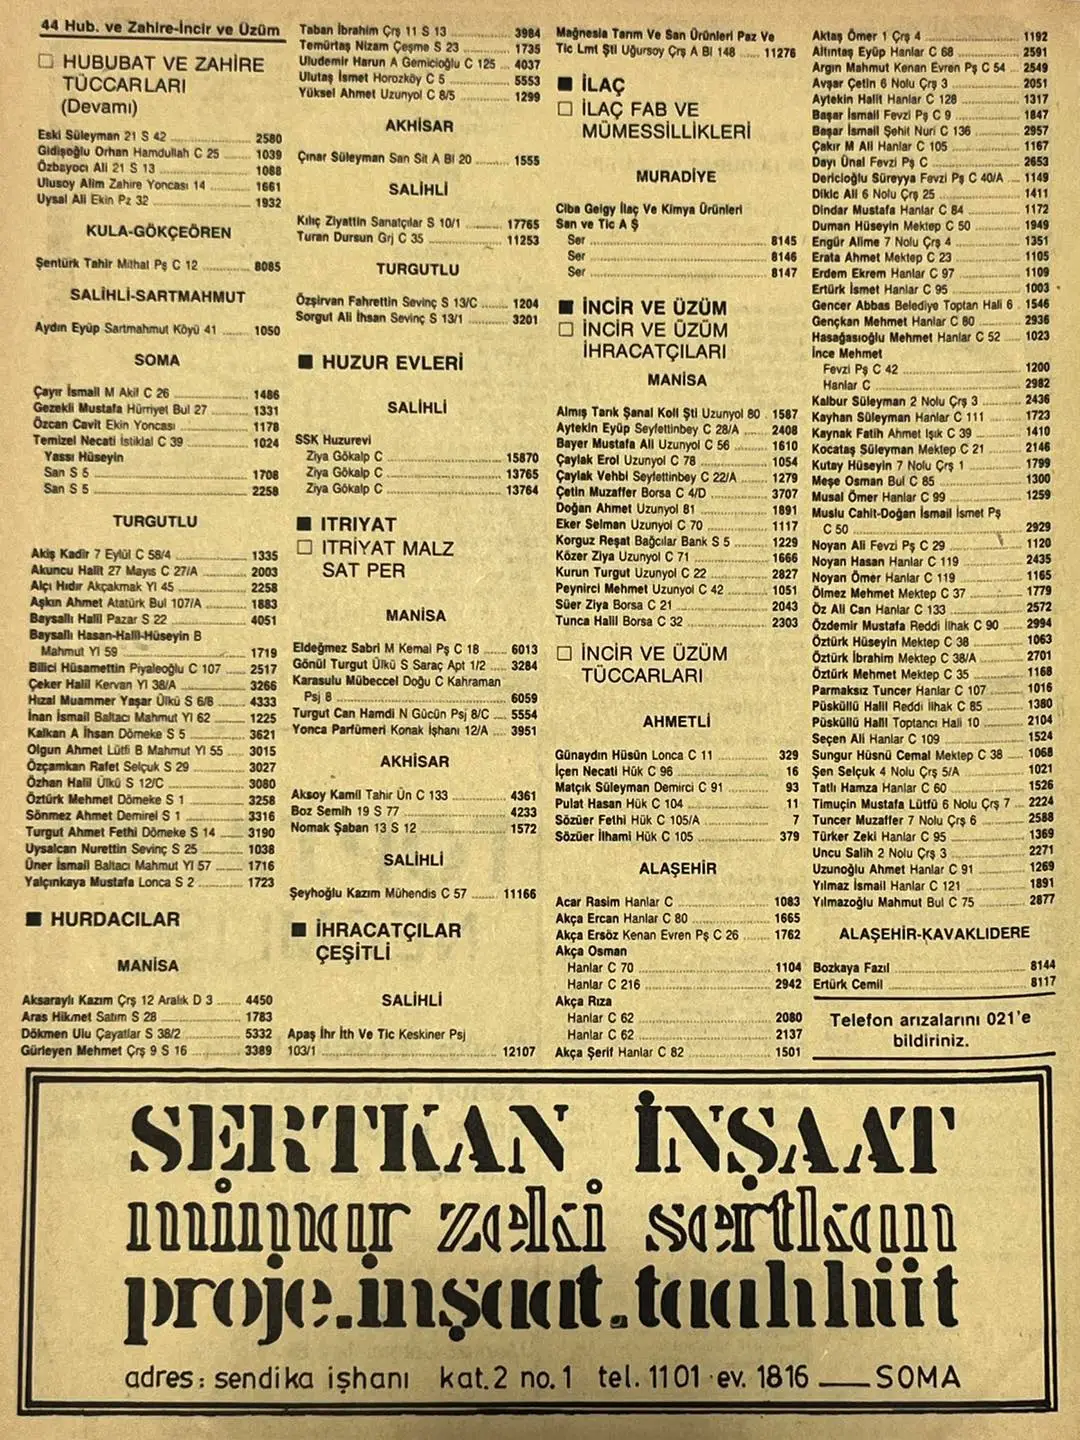 44 Hub. ve Zahire-İncir ve Üzüm
□ HUBUBAT VE ZAHİRE
TÜCCARLARI
(Devamı)
Eski Süleyman 21 S 42 ... 2580
Gidişoğlu Orhan Hamdullah C 25 ... 1039
Özbayocı Ali 21 S 13 ... 1088
Ulusoy Alim Zahire Yoncası 14 ... 1661
Uysal Ali Ekin Pz 32 ... 1932
KULA-GÖKÇEÖREN
Şentürk Tahir Mithal Pş C 12 ... 8085
SALİHLİ-SARTMAHMUT
Aydın Eyüp Sartmahmut Köyü 41 ... 1050
SOMA
Çayır İsmail M Akif C 26 ... 1486
Gezekli Mustafa Hürriyet Bul 27 ... 1331
Özcan Cavit Ekin Yoncası ... 1178
Temizel Necati İstiklal C 39 ... 1024
Yassı Hüseyin
San S 5 ... 1708
San S 5 ... 2258
TURGUTLU
Akiş Kadir 7 Eylül C 58/4 ... 1335
Akuncu Halit 27 Mayıs C 27/A ... 2003
Alçı Hıdır Akçakmak Yl 45 ... 2258
Aşkın Ahmet Atatürk Bul 107/A ... 1883
Baysallı Halil Pazar S 22 ... 4051
Baysallı Hasan-Halil-Hüseyin B
Mahmut Yl 59 ... 1719
Bilici Hüsamettin Piyaleoğlu C 107 ... 2517
Çeker Halil Kervan Yl 38/A ... 3266
Hızal Muammer Yaşar Ülkü S 6/8 ... 4333
İnan İsmail Baltacı Mahmut Yl 62 ... 1225
Kalkan A İhsan Dömeke S 5 ... 3621
Olgun Ahmet Lütfi B Mahmut Yl 55 ... 3015
Özçamkan Rafet Selçuk S 29 ... 3027
Özhan Halil Ülkü S 12/C ... 3080
Öztürk Mehmet Dömeke S 1 ... 3258
Sönmez Ahmet Demirel S 1 ... 3316
Turgut Ahmet Fethi Dömeke S 14 ... 3190
Uysalcan Nurettin Sevinç S 25 ... 1038
Üner İsmail Baltacı Mahmut Yl 57 ... 1716
Yalçınkaya Mustafa Lonca S 2 ... 1723
■ HURDACILAR
MANİSA
Aksaraylı Kazım Çrş 12 Aralık D 3 ... 4450
Aras Hikmet Satım S 28 ... 1783
Dökmen Ulu Çayatlar S 38/2 ... 5332
Gürleyen Mehmet Çrş 9 S 16 ... 3389
Taban İbrahim Çrş 11 S 13 ... 3984
Temürtaş Nizam Çeşme S 23 ... 1735
Uludemir Harun A Gemicioğlu C 125 ... 4037
Ulutaş İsmet Horozköy C 5 ... 5553
Yüksel Ahmet Uzunyol C 8/5 ... 1299
AKHİSAR
Çınar Süleyman San Sit A Bl 20 ... 1555
SALİHLİ
Kılıç Ziyattin Sanatçılar S 10/1 ... 17765
Turan Dursun Grj C 35 ... 11253
TURGUTLU
Özşirvan Fahrettin Sevinç S 13/C ... 1204
Sorgut Ali İhsan Sevinç S 13/1 ... 3201
■ HUZUR EVLERİ
SALİHLİ
SSK Huzurevi
Ziya Gökalp C ... 15870
Ziya Gökalp C ... 13765
Ziya Gökalp C ... 13764
■ ITRIYAT
□ ITRİYAT MALZ
SAT PER
MANİSA
Eldeğmez Sabri M Kemal Pş C 18 ... 6013
Gönül Turgut Ülkü S Saraç Apt 1/2 ... 3284
Karasulu Mübeccel Doğu C Kahraman
Psj 8 ... 6059
Turgut Can Hamdi N Gücün Psj 8/C ... 5554
Yonca Parfümeri Konak İşhanı 12/A ... 3951
AKHİSAR
Aksoy Kamil Tahir Ün C 133 ... 4361
Boz Semih 19 S 77 ... 4233
Nomak Şaban 13 S 12 ... 1572
SALİHLİ
Şeyhoğlu Kazım Mühendis C 57 ... 11166
■ İHRACATÇILAR
ÇEŞİTLİ
SALİHLİ
Apaş İhr İth Ve Tic Keskiner Psj
103/1 ... 12107
Mağnesia Tarım Ve San Ürünleri Paz Ve
Tic Lmt Şti Uğursoy Çrş A Bl 148 ... 11276
■ İLAÇ
□ İLAÇ FAB VE
MÜMESSİLLİKLERİ
MURADİYE
Ciba Geigy İlaç Ve Kimya Ürünleri
San ve Tic A Ş
Ser ... 8145
Ser ... 8146
Ser ... 8147
■ İNCİR VE ÜZÜM
□ İNCİR VE ÜZÜM
İHRACATÇILARI
MANİSA
Almış Tarık Şanal Koll Şti Uzunyol 80 . 1587
Aytekin Eyüp Seyfettinbey C 28/A ... 2408
Bayer Mustafa Ali Uzunyol C 56 ... 1610
Çaylak Erol Uzunyol C 78 ... 1054
Çaylak Vehbi Seyfettinbey C 22/A ... 1279
Çetin Muzaffer Borsa C 4/D ... 3707
Doğan Ahmet Uzunyol 81 ... 1891
Eker Selman Uzunyol C 70 ... 1117
Korguz Reşat Bağcılar Bank S 5 ... 1229
Közer Ziya Uzunyol C 71 ... 1666
Kurun Turgut Uzunyol C 22 ... 2827
Peynirci Mehmet Uzunyol C 42 ... 1051
Süer Ziya Borsa C 21 ... 2043
Tunca Halil Borsa C 32 ... 2303
□ İNCİR VE ÜZÜM
TÜCCARLARI
AHMETLİ
Günaydın Hüsün Lonca C 11 ... 329
İçen Necati Hük C 96 ... 16
Matçık Süleyman Demirci C 91 ... 93
Pulat Hasan Hük C 104 ... 11
Sözüer Fethi Hük C 105/A ... 7
Sözüer İlhami Hük C 105 ... 379
ALAŞEHİR
Acar Rasim Hanlar C ... 1083
Akça Ercan Hanlar C 80 ... 1665
Akça Ersöz Kenan Evren Pş C 26 ... 1762
Akça Osman
Hanlar C 70 ... 1104
Hanlar C 216 ... 2942
Akça Rıza
Hanlar C 62 ... 2080
Hanlar C 62 ... 2137
Akça Şerif Hanlar C 82 ... 1501
Aktaş Ömer 1 Çrş 4 ... 1192
Altıntaş Eyüp Hanlar C 68 ... 2591
Argın Mahmut Kenan Evren Pş C 54 ... 2549
Avşar Çetin 6 Nolu Çrş 3 ... 2051
Aytekin Halit Hanlar C 128 ... 1317
Başar İsmail Fevzi Pş C 9 ... 1847
Başar İsmail Şehit Nuri C 136 ... 2957
Çakır M Ali Hanlar C 105 ... 1167
Dayı Ünal Fevzi Pş C ... 2653
Dericioğlu Süreyya Fevzi Pş C 40/A ... 1149
Dikic Ali 6 Nolu Çrş 25 ... 1411
Dindar Mustafa Hanlar C 84 ... 1172
Duman Hüseyin Mektep C 50 ... 1949
Engür Alime 7 Nolu Çrş 4 ... 1351
Erata Ahmet Mektep C 23 ... 1105
Erdem Ekrem Hanlar C 97 ... 1109
Ertürk İsmet Hanlar C 95 ... 1003
Gencer Abbas Belediye Toptan Hali 6 . 1546
Gençkan Mehmet Hanlar C 80 ... 2936
Hasağasıoğlu Mehmet Hanlar C 52 ... 1023
İnce Mehmet
Fevzi Pş C 42 ... 1200
Hanlar C ... 2982
Kalbur Süleyman 2 Nolu Çrş 3 ... 2436
Kayhan Süleyman Hanlar C 111 ... 1723
Kaynak Fatih Ahmet Işık C 39 ... 1410
Kocataş Süleyman Mektep C 21 ... 2146
Kutay Hüseyin 7 Nolu Çrş 1 ... 1799
Meşe Osman Bul C 85 ... 1300
Musal Ömer Hanlar C 99 ... 1259
Muslu Cahit-Doğan İsmail İsmet Pş
C 50 ... 2929
Noyan Ali Fevzi Pş C 29 ... 1120
Noyan Hasan Hanlar C 119 ... 2435
Noyan Ömer Hanlar C 119 ... 1165
Ölmez Mehmet Mektep C 37 ... 1779
Öz Ali Can Hanlar C 133 ... 2572
Özdemir Mustafa Reddi İlhak C 90 ... 2994
Öztürk Hüseyin Mektep C 38 ... 1063
Öztürk İbrahim Mektep C 38/A ... 2701
Öztürk Mehmet Mektep C 35 ... 1168
Parmaksız Tuncer Hanlar C 107 ... 1016
Püsküllü Halil Reddi İlhak C 85 ... 1380
Püsküllü Halil Toptancı Hali 10 ... 2104
Seçen Ali Hanlar C 109 ... 1524
Sungur Hüsnü Cemal Mektep C 38 ... 1068
Şen Selçuk 4 Nolu Çrş 5/A ... 1021
Tatlı Hamza Hanlar C 60 ... 1526
Timuçin Mustafa Lütfü 6 Nolu Çrş 7 ... 2224
Tuncer Muzaffer 7 Nolu Çrş 6 ... 2588
Türker Zeki Hanlar C 95 ... 1369
Uncu Salih 2 Nolu Çrş 3 ... 2271
Uzunoğlu Ahmet Hanlar C 91 ... 1269
Yılmaz İsmail Hanlar C 121 ... 1891
Yılmazoğlu Mahmut Bul C 75 ... 2877
ALAŞEHİR-KAVAKLIDERE
Bozkaya Fazıl ... 8144
Ertürk Cemil ... 8117
Telefon arızalarını 021'e
bildiriniz.
SERTKAN İNŞAAT
mimar zeki sertkan
proje.inşaat.taahhüt
adres: sendika işhanı kat.2 no.1 tel. 1101 ev. 1816 — SOMA